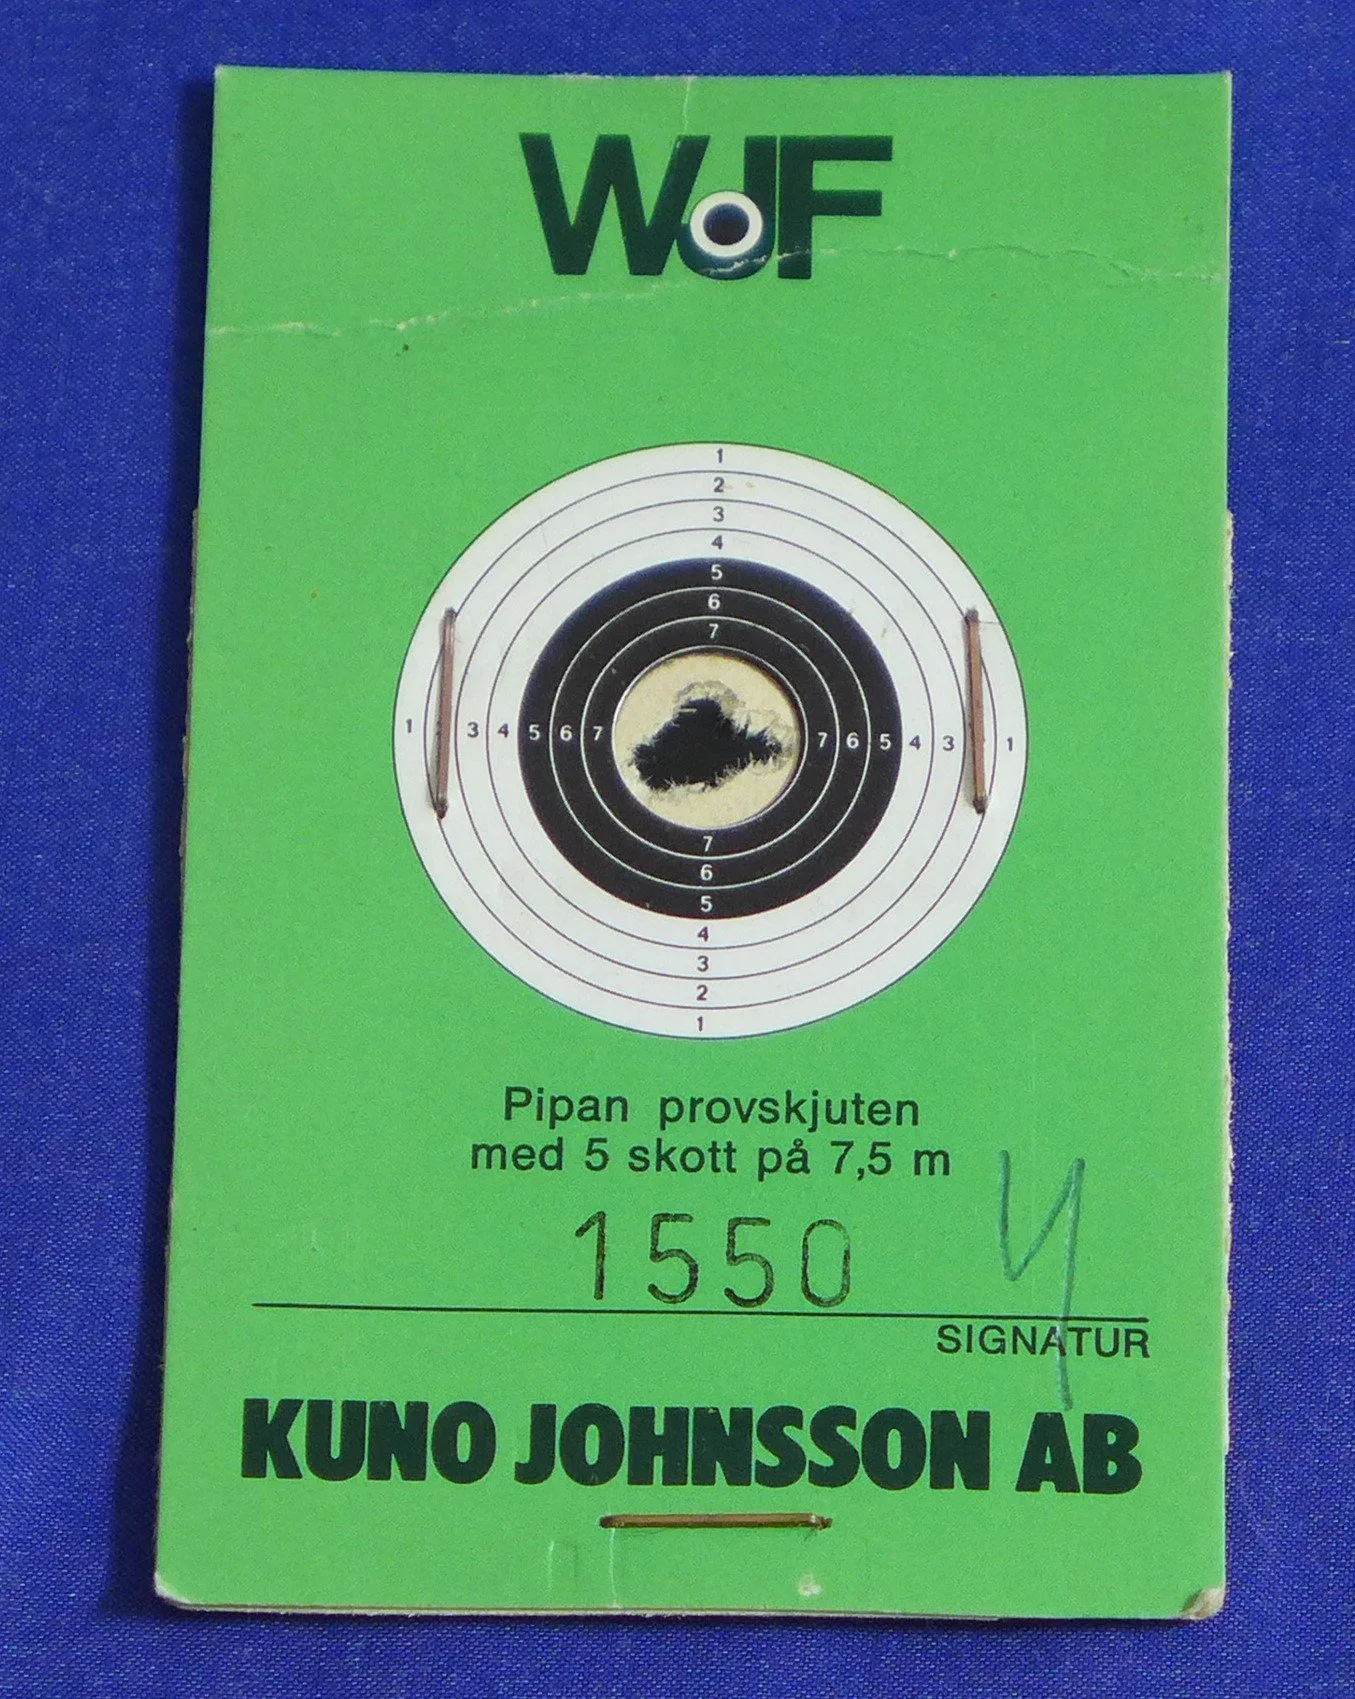 WJF
1
2
3
4
5
6
7
1 3 4 5 6 7 7 6 5 4 3 1
7
6
5
4
3
2
1
Pipan provskjuten
med 5 skott på 7,5 m
1550
SIGNATUR
KUNO JOHNSSON AB